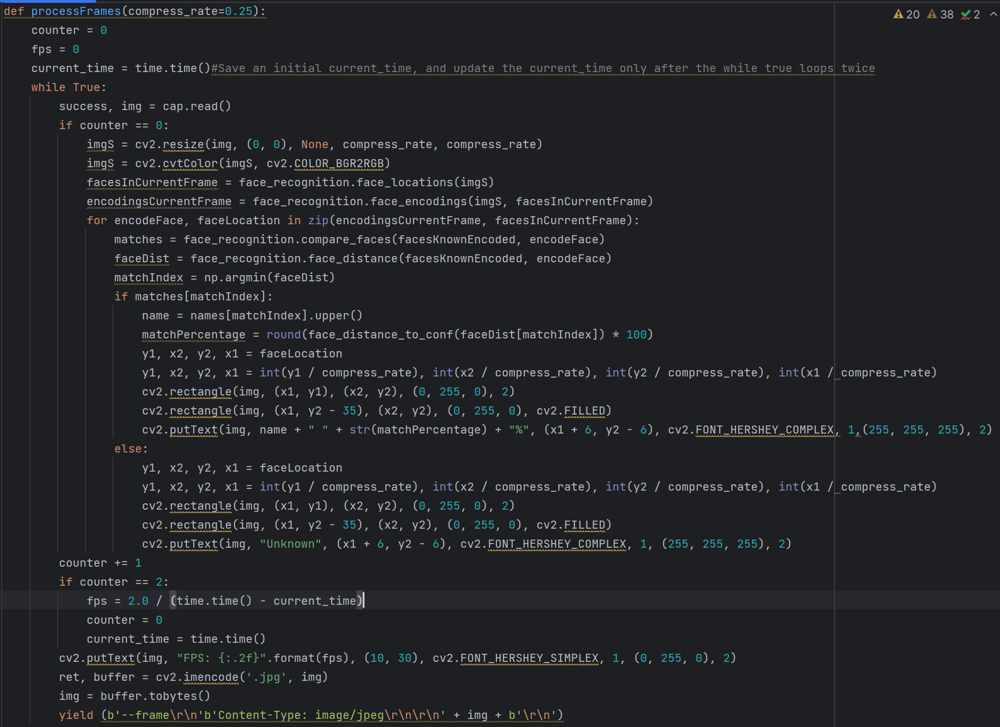 def processFrames(compress_rate=0.25):
20 38 2
    counter = 0
    fps = 0
    current_time = time.time()#Save an initial current_time, and update the current_time only after the while true loops twice
    while True:
        success, img = cap.read()
        if counter == 0:
            imgS = cv2.resize(img, (0, 0), None, compress_rate, compress_rate)
            imgS = cv2.cvtColor(imgS, cv2.COLOR_BGR2RGB)
            facesInCurrentFrame = face_recognition.face_locations(imgS)
            encodingsCurrentFrame = face_recognition.face_encodings(imgS, facesInCurrentFrame)
            for encodeFace, faceLocation in zip(encodingsCurrentFrame, facesInCurrentFrame):
                matches = face_recognition.compare_faces(facesKnownEncoded, encodeFace)
                faceDist = face_recognition.face_distance(facesKnownEncoded, encodeFace)
                matchIndex = np.argmin(faceDist)
                if matches[matchIndex]:
                    name = names[matchIndex].upper()
                    matchPercentage = round(face_distance_to_conf(faceDist[matchIndex]) * 100)
                    y1, x2, y2, x1 = faceLocation
                    y1, x2, y2, x1 = int(y1 / compress_rate), int(x2 / compress_rate), int(y2 / compress_rate), int(x1 / compress_rate)
                    cv2.rectangle(img, (x1, y1), (x2, y2), (0, 255, 0), 2)
                    cv2.rectangle(img, (x1, y2 - 35), (x2, y2), (0, 255, 0), cv2.FILLED)
                    cv2.putText(img, name + " " + str(matchPercentage) + "%", (x1 + 6, y2 - 6), cv2.FONT_HERSHEY_COMPLEX, 1,(255, 255, 255), 2)
                else:
                    y1, x2, y2, x1 = faceLocation
                    y1, x2, y2, x1 = int(y1 / compress_rate), int(x2 / compress_rate), int(y2 / compress_rate), int(x1 / compress_rate)
                    cv2.rectangle(img, (x1, y1), (x2, y2), (0, 255, 0), 2)
                    cv2.rectangle(img, (x1, y2 - 35), (x2, y2), (0, 255, 0), cv2.FILLED)
                    cv2.putText(img, "Unknown", (x1 + 6, y2 - 6), cv2.FONT_HERSHEY_COMPLEX, 1, (255, 255, 255), 2)
        counter += 1
        if counter == 2:
            fps = 2.0 / (time.time() - current_time)
            counter = 0
            current_time = time.time()
        cv2.putText(img, "FPS: {:.2f}".format(fps), (10, 30), cv2.FONT_HERSHEY_SIMPLEX, 1, (0, 255, 0), 2)
        ret, buffer = cv2.imencode('.jpg', img)
        img = buffer.tobytes()
        yield (b'--frame\r\n'b'Content-Type: image/jpeg\r\n\r\n' + img + b'\r\n')